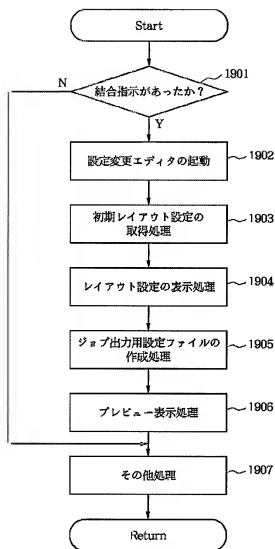 Start
1901
結合指示があったか？
N
Y
設定変更エディタの起動
1902
初期レイアウト設定の
取得処理
1903
レイアウト設定の表示処理
1904
ジョブ出力用設定ファイルの
作成処理
1905
プレビュー表示処理
1906
その他処理
1907
Return